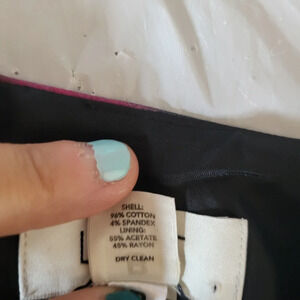 SHELL:
96% COTTON
4% SPANDEX
LINING:
55% ACETATE
45% RAYON
DRY CLEAN